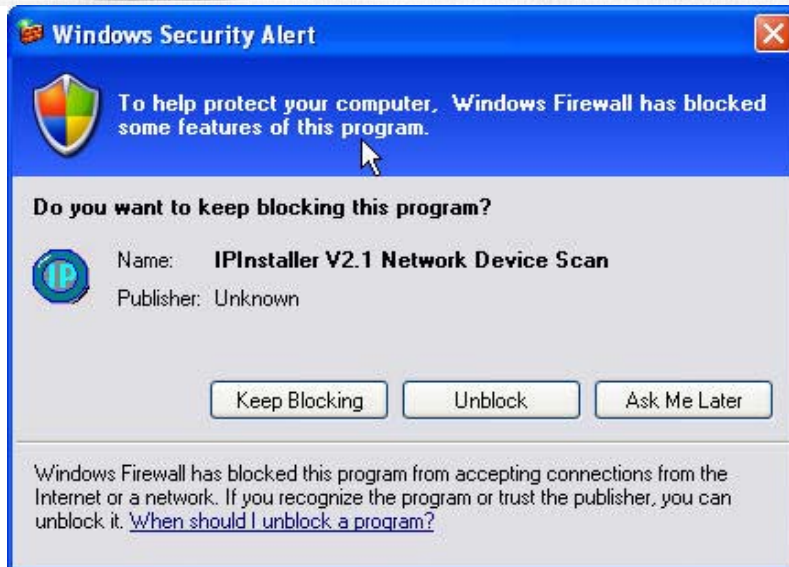 Windows Security Alert
To help protect your computer, Windows Firewall has blocked
some features of this program.
Do you want to keep blocking this program?
IP
Name: IPInstaller V2.1 Network Device Scan
Publisher: Unknown
Keep Blocking Unblock Ask Me Later
Windows Firewall has blocked this program from accepting connections from the
Internet or a network. If you recognize the program or trust the publisher, you can
unblock it. When should I unblock a program?